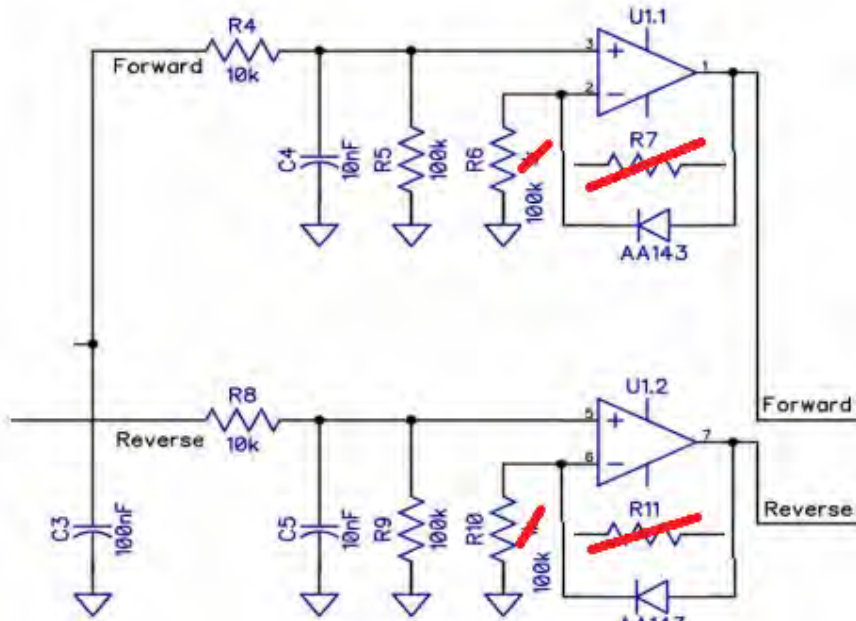 U1.1
R4
Forward
10k
3
+
1
2
−
C4
10nF
R5
100k
R6
100k
R7
AA143
R8
Reverse
10k
U1.2
Forward
5
+
7
6
−
Reverse
C3
100nF
C5
10nF
R9
100k
R10
100k
R11